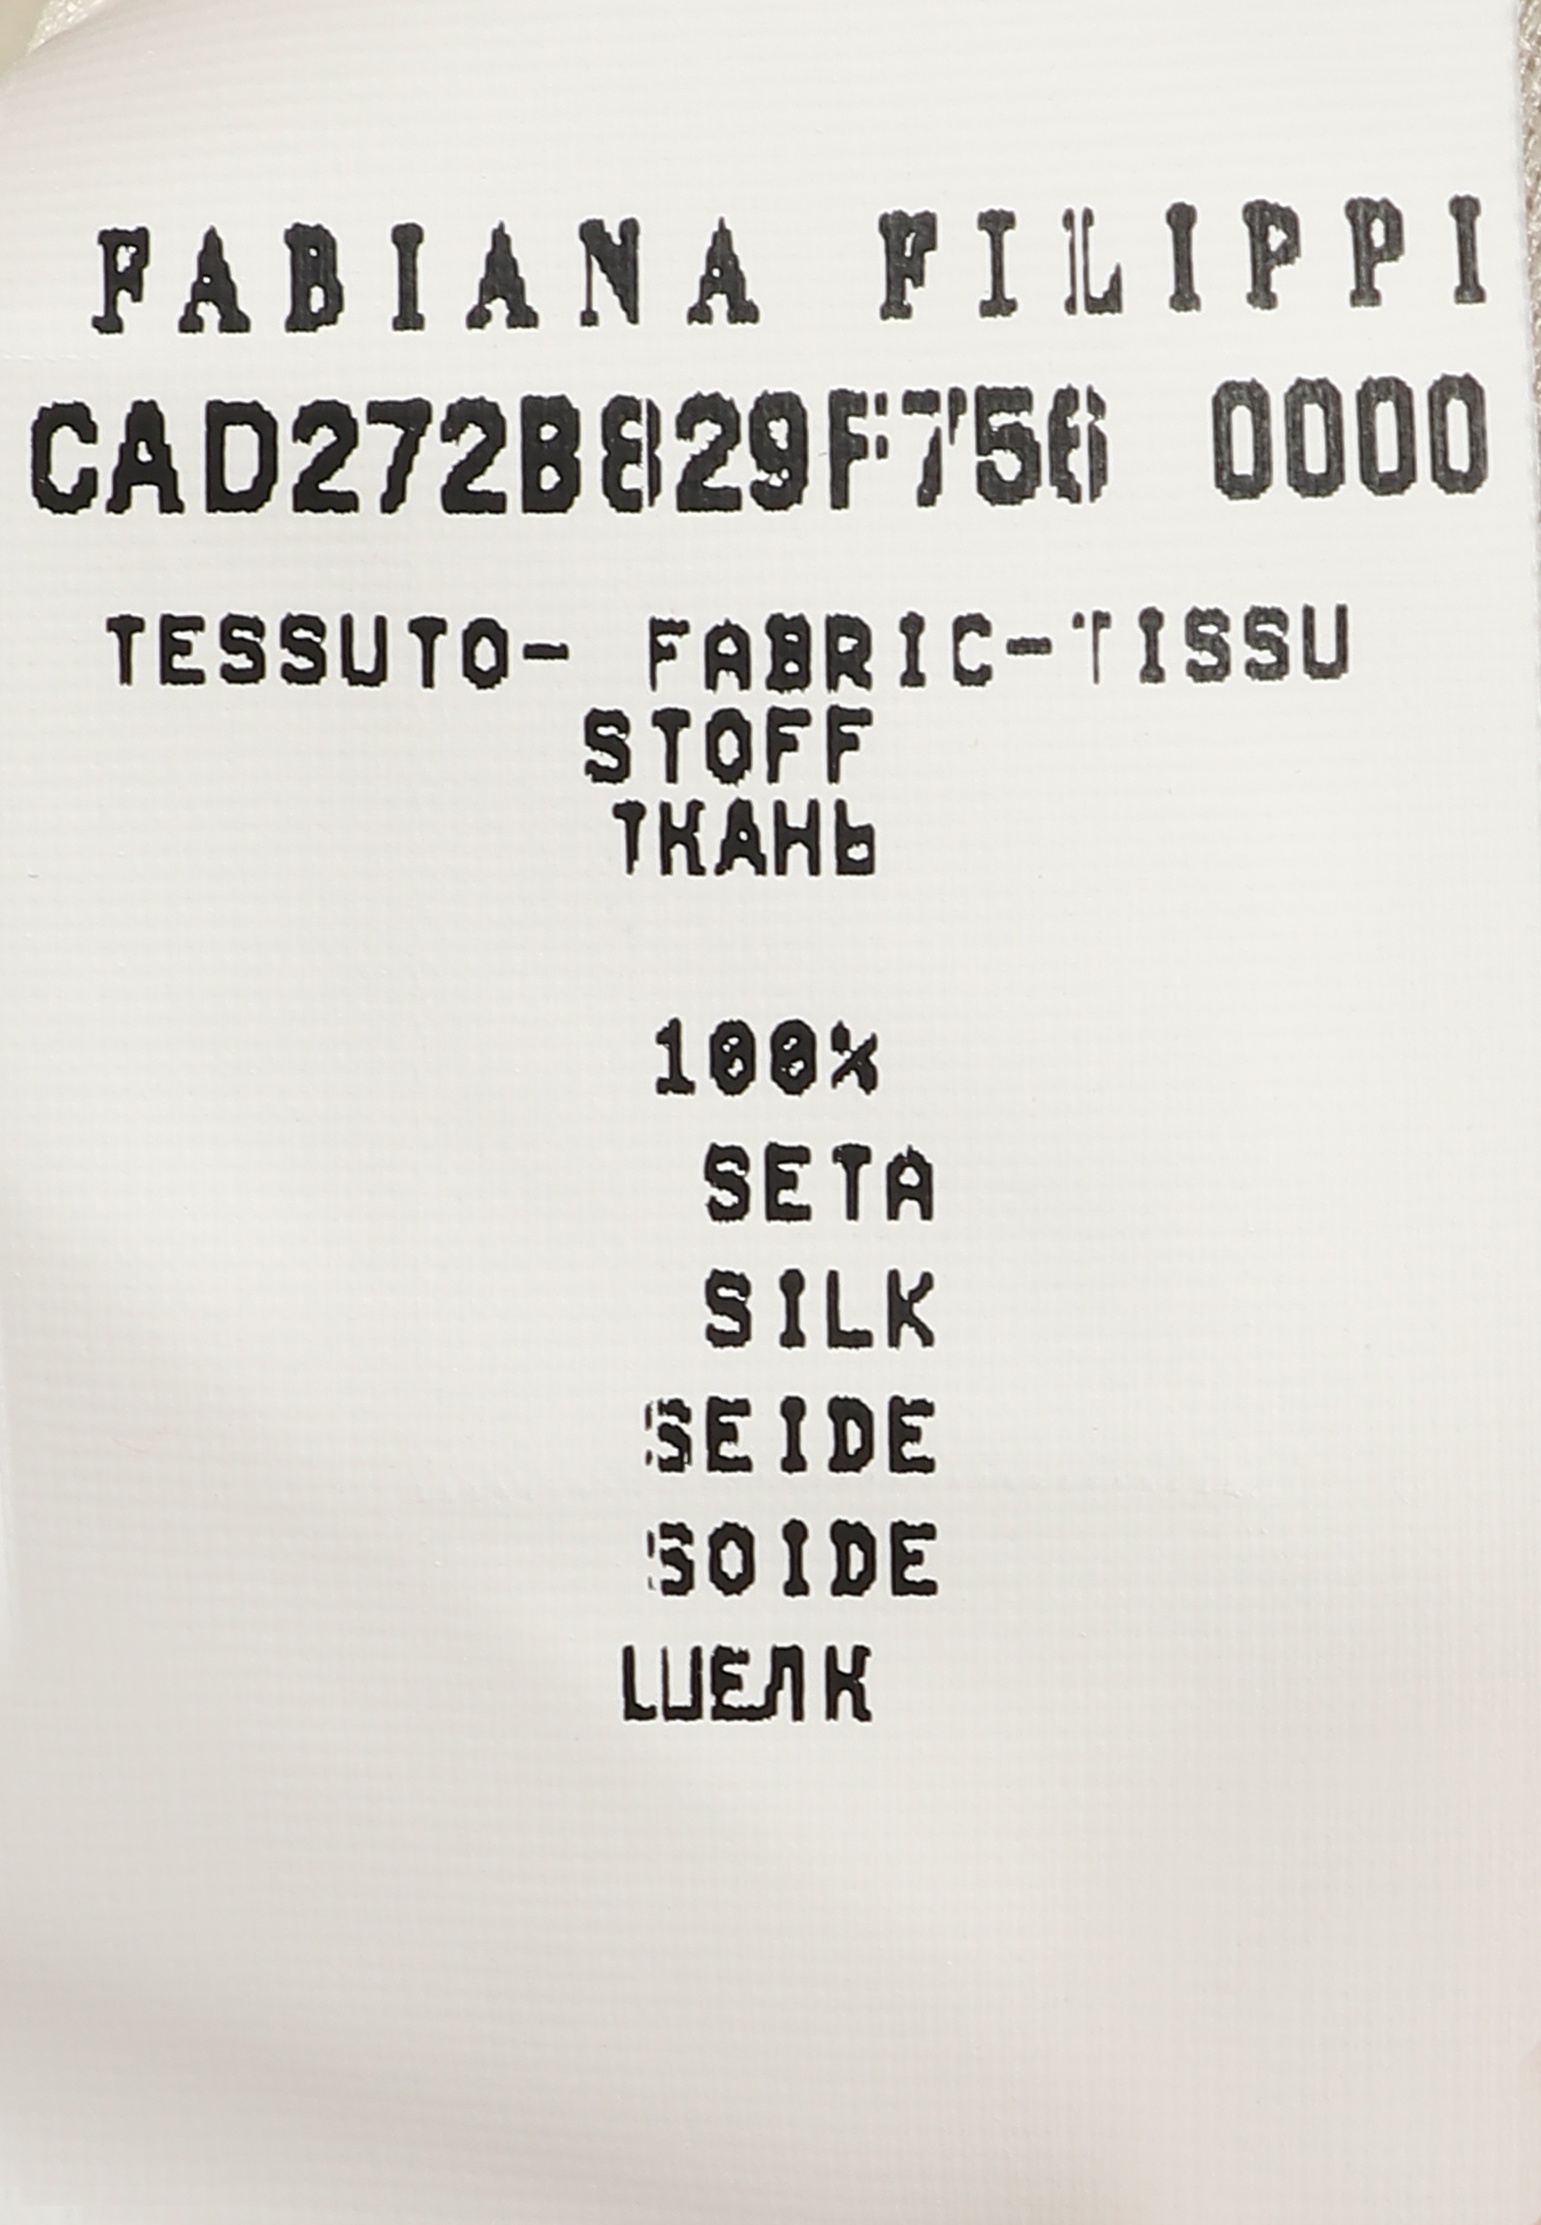 FABIANA FILIPPI
CAD272B829F756 0000
TESSUTO- FABRIC-TISSU
STOFF
ТКАНЬ
100%
SETA
SILK
SEIDE
SOIDE
ШЕЛК